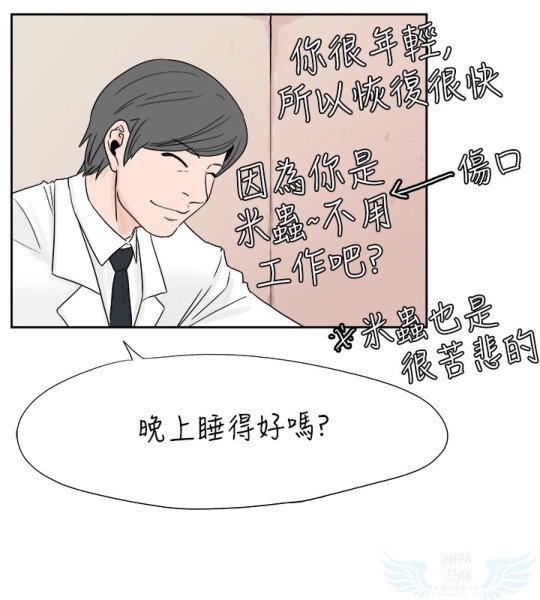 你很年輕,
所以恢復很快
因為你是
米蟲~不用
工作吧?
傷口
※米蟲也是
很苦悲的
晚上睡得好嗎?